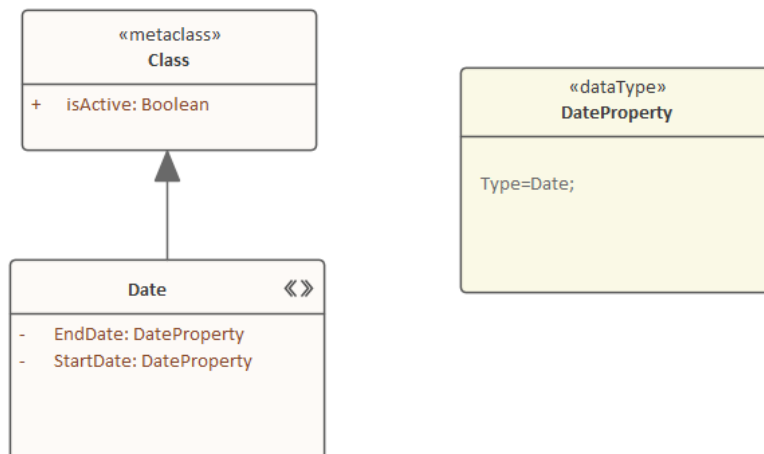 «metaclass»
Class
+ isActive: Boolean
«dataType»
DateProperty
Type=Date;
Date
- EndDate: DateProperty
- StartDate: DateProperty